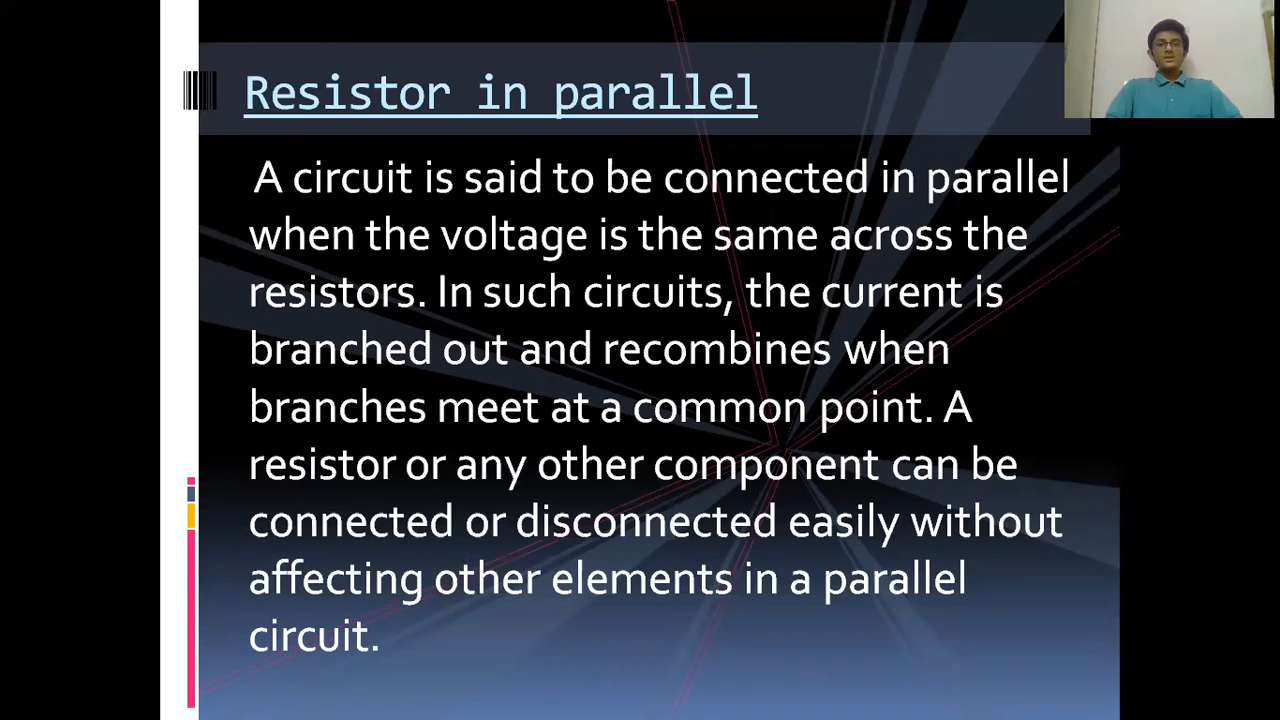 Resistor in parallel
A circuit is said to be connected in parallel
when the voltage is the same across the
resistors. In such circuits, the current is
branched out and recombines when
branches meet at a common point. A
resistor or any other component can be
connected or disconnected easily without
affecting other elements in a parallel
circuit.